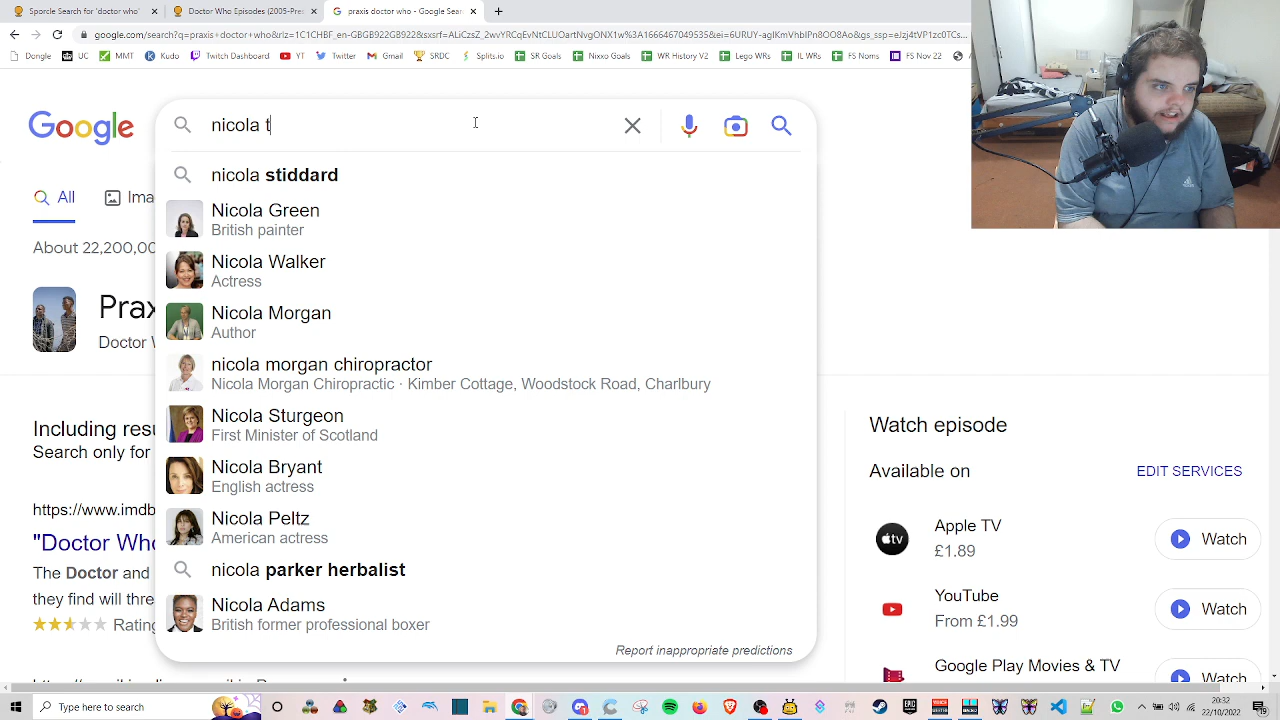 Sporcle Search for 'doctor who'
Doctor Who Episodes (2005-Pres
praxis doctor who - Google Sear
google.com/search?q=praxis+doctor+who&rlz=1C1CHBF_en-GBGB922GB922&sxsrf=
Dongle
UC
MMT
Kudo
Twitch Dashboard
YT
Twitter
Gmail
SRDC
Splits.io
SR Goals
Nixxo Goals
WR History V2
Lego WRs
IL WRs
FS Noms
FS Nov 22
Google
nicola t
nicola stiddard
Nicola Green
British painter
Nicola Walker
Actress
Nicola Morgan
Author
nicola morgan chiropractor
Nicola Morgan Chiropractic · Kimber Cottage, Woodstock Road, Charlbury
Nicola Sturgeon
First Minister of Scotland
Nicola Bryant
English actress
Nicola Peltz
American actress
nicola parker herbalist
Nicola Adams
British former professional boxer
Report inappropriate predictions
All
Ima
About 22,200,00
Prax
Doctor W
Including resu
Search only for
https://www.imdb
"Doctor Who
The Doctor and
they find will thre
Rating
Watch episode
Available on
EDIT SERVICES
Apple TV
£1.89
Watch
YouTube
From £1.99
Watch
Google Play Movies & TV
Watch
Type here to search
20:32
22/10/2022